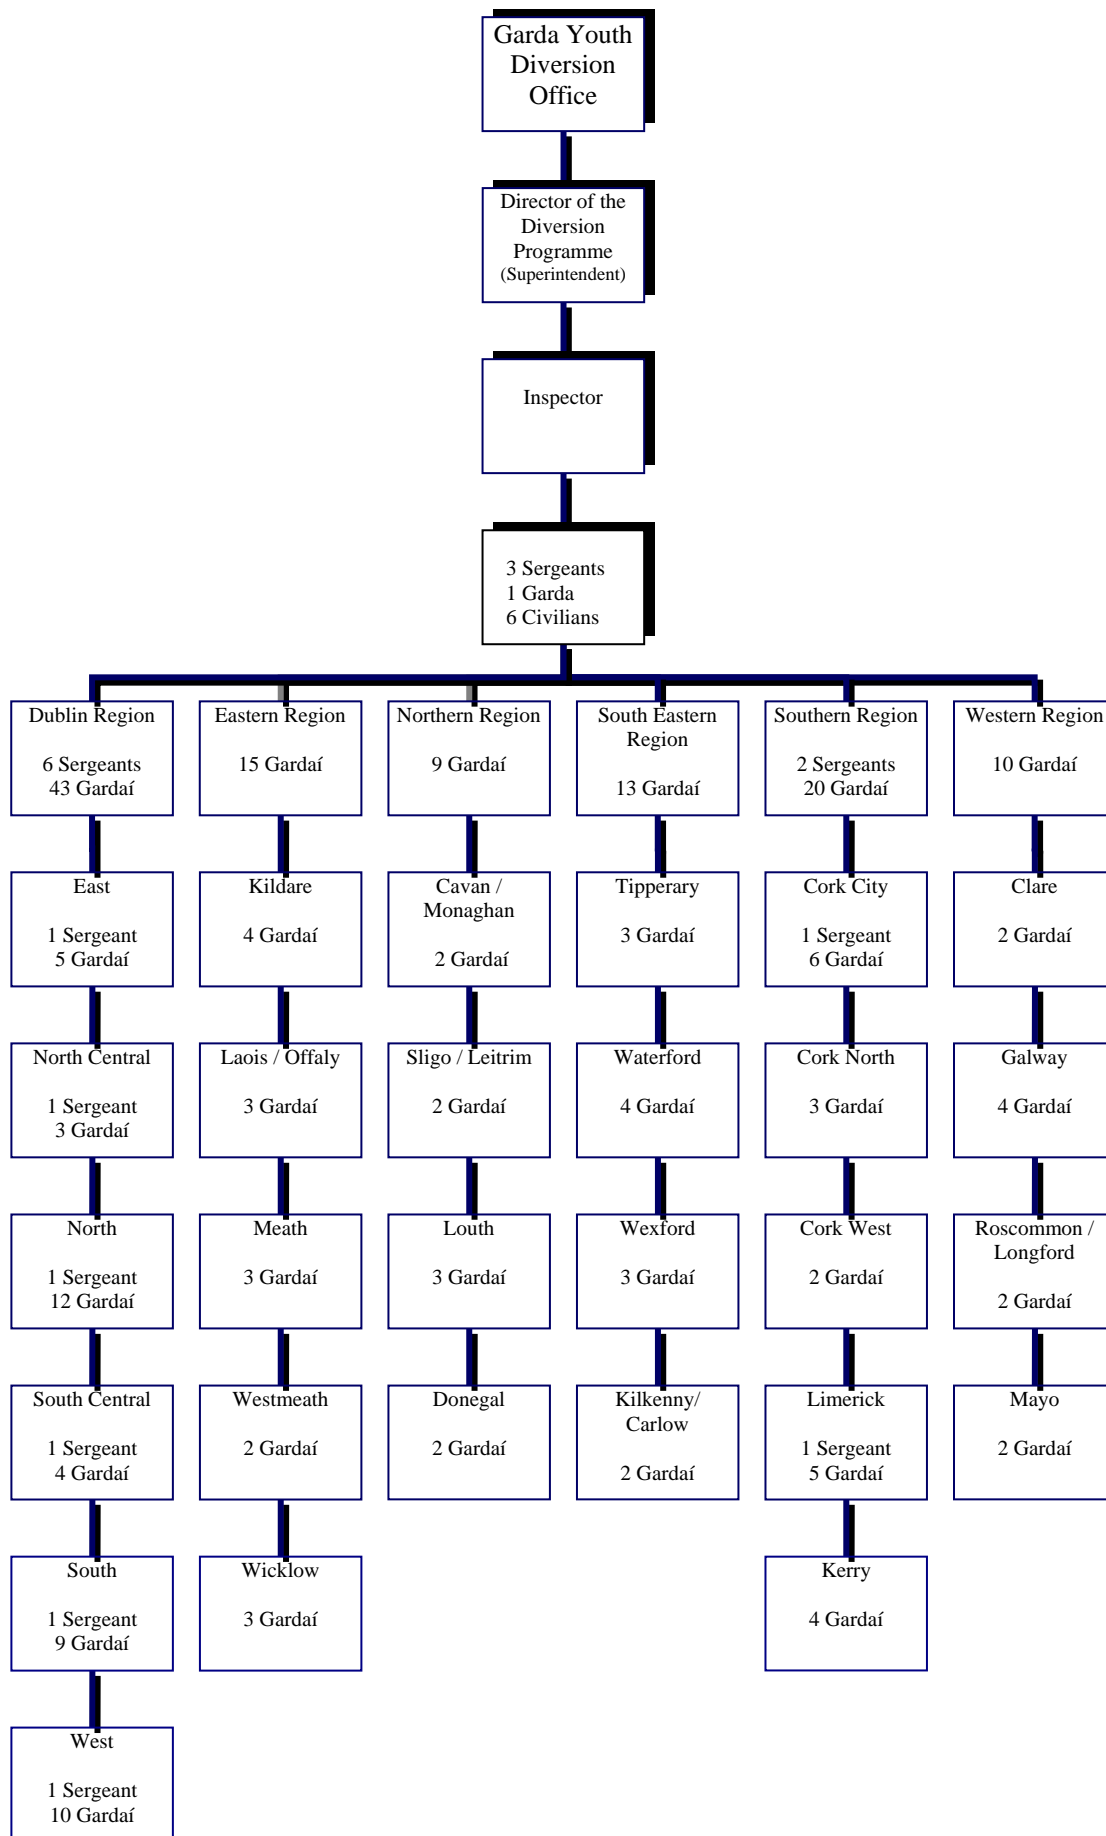 Garda Youth
Diversion
Office
Director of the
Diversion
Programme
(Superintendent)
Inspector
3 Sergeants
1 Garda
6 Civilians
Dublin Region
6 Sergeants
43 Gardaí
Eastern Region
15 Gardaí
Northern Region
9 Gardaí
South Eastern
Region
13 Gardaí
Southern Region
2 Sergeants
20 Gardaí
Western Region
10 Gardaí
East
1 Sergeant
5 Gardaí
Kildare
4 Gardaí
Cavan /
Monaghan
2 Gardaí
Tipperary
3 Gardaí
Cork City
1 Sergeant
6 Gardaí
Clare
2 Gardaí
North Central
1 Sergeant
3 Gardaí
Laois / Offaly
3 Gardaí
Sligo / Leitrim
2 Gardaí
Waterford
4 Gardaí
Cork North
3 Gardaí
Galway
4 Gardaí
North
1 Sergeant
12 Gardaí
Meath
3 Gardaí
Louth
3 Gardaí
Wexford
3 Gardaí
Cork West
2 Gardaí
Roscommon /
Longford
2 Gardaí
South Central
1 Sergeant
4 Gardaí
Westmeath
2 Gardaí
Donegal
2 Gardaí
Kilkenny/
Carlow
2 Gardaí
Limerick
1 Sergeant
5 Gardaí
Mayo
2 Gardaí
South
1 Sergeant
9 Gardaí
Wicklow
3 Gardaí
Kerry
4 Gardaí
West
1 Sergeant
10 Gardaí